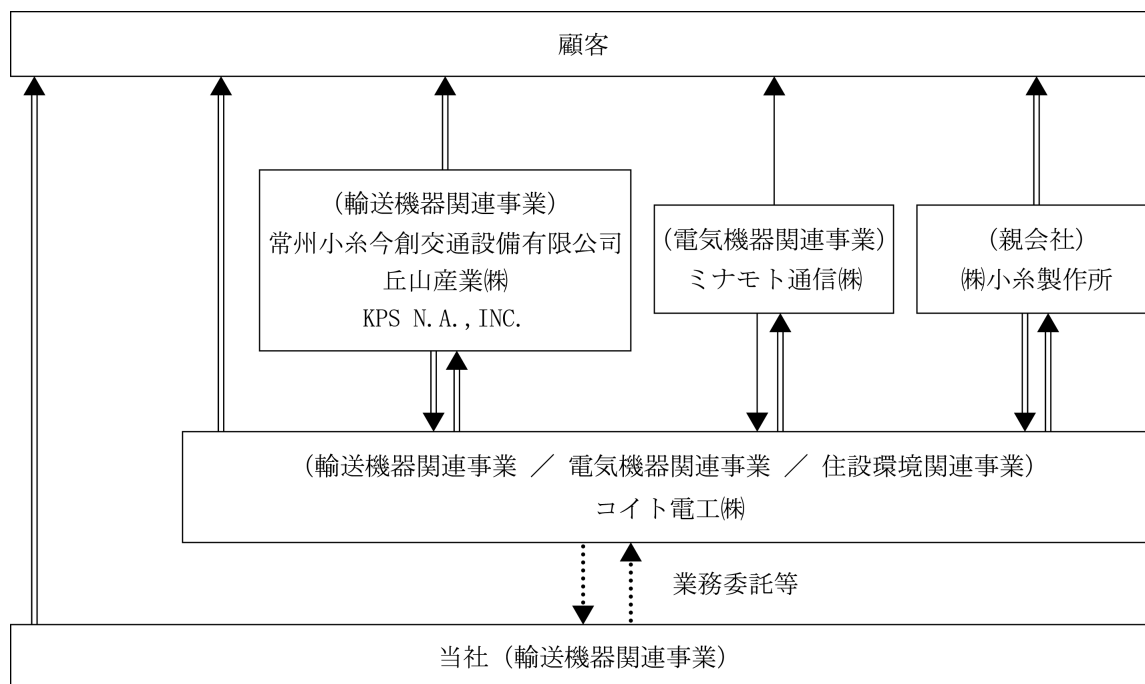 顧客
（輸送機器関連事業）
常州小糸今創交通設備有限公司
丘山産業㈱
KPS N.A.,INC.
（電気機器関連事業）
ミナモト通信㈱
（親会社）
㈱小糸製作所
（輸送機器関連事業 ／ 電気機器関連事業 ／ 住設環境関連事業）
コイト電工㈱
業務委託等
当社（輸送機器関連事業）